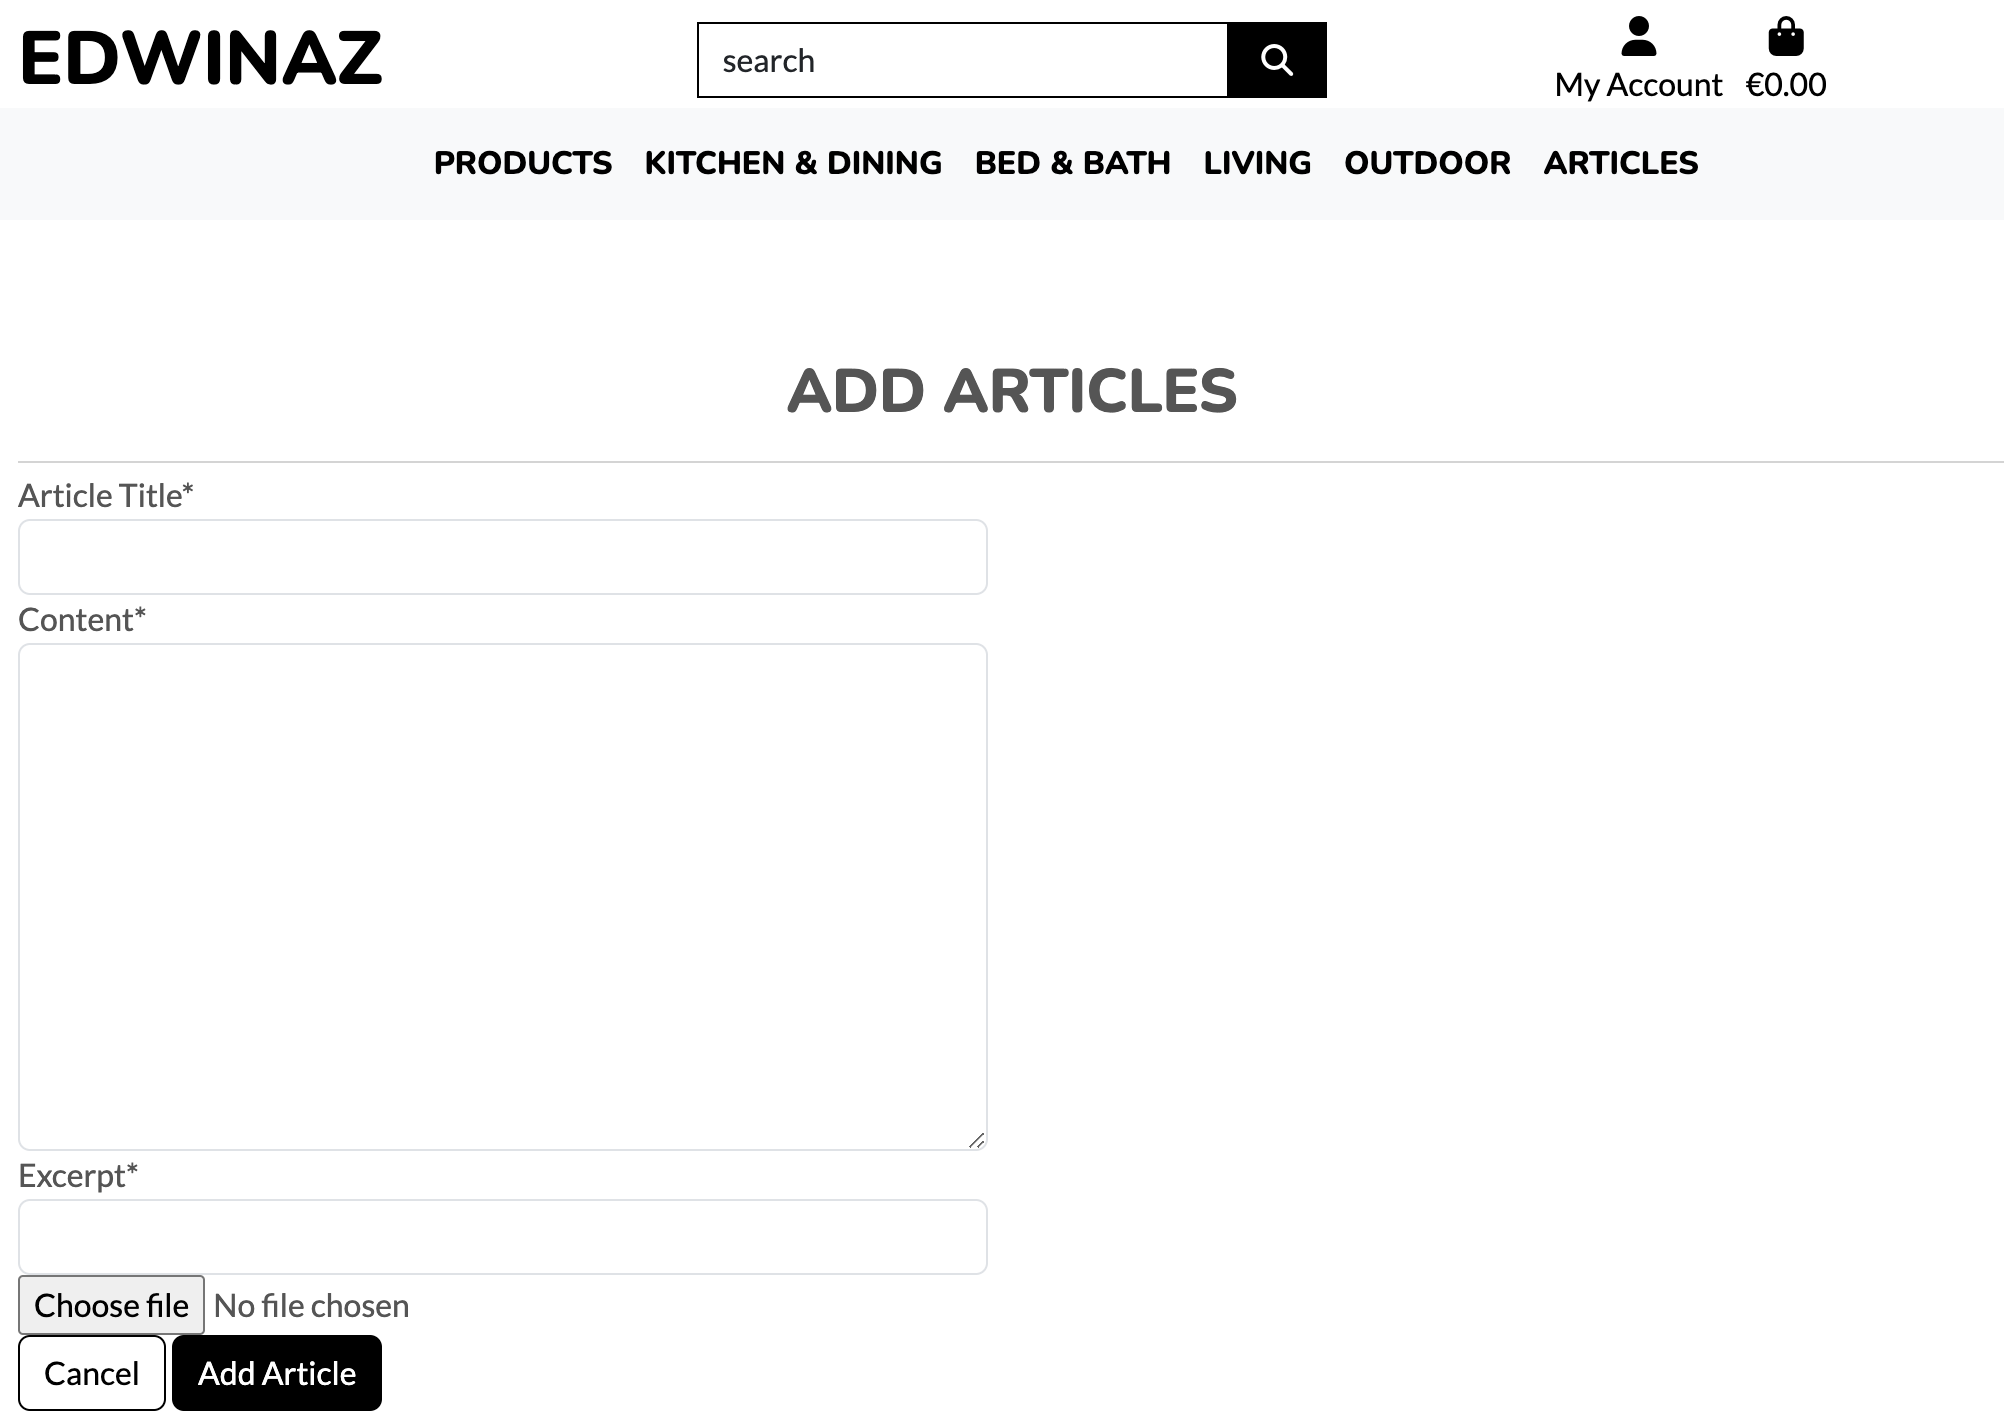 EDWINAZ
search
My Account €0.00
PRODUCTS KITCHEN & DINING BED & BATH LIVING OUTDOOR ARTICLES
ADD ARTICLES
Article Title*
Content*
Excerpt*
Choose file No file chosen
Cancel Add Article